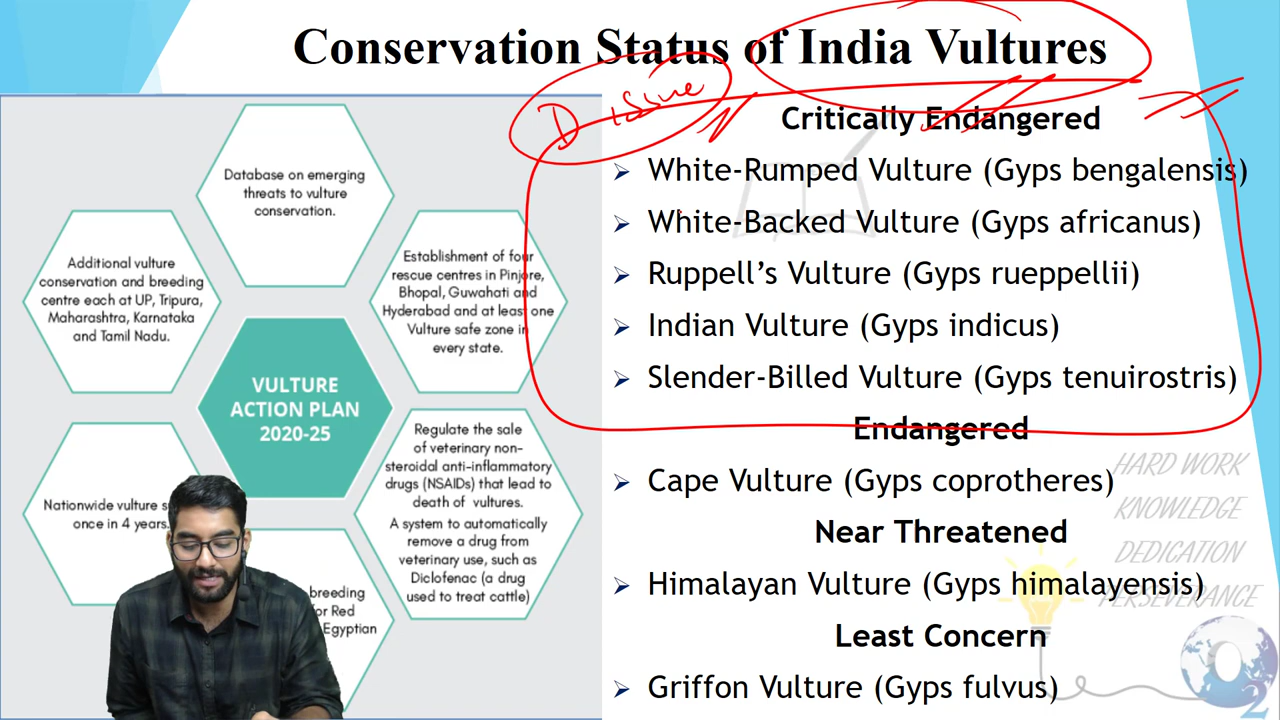 Conservation Status of India Vultures
D issue
Database on emerging
threats to vulture
conservation.
Additional vulture
conservation and breeding
centre each at UP, Tripura,
Maharashtra, Karnataka
and Tamil Nadu.
Establishment of four
rescue centres in Pinjore,
Bhopal, Guwahati and
Hyderabad and at least one
Vulture safe zone in
every state.
VULTURE
ACTION PLAN
2020-25
Regulate the sale
of veterinary non-
steroidal anti-inflammatory
drugs (NSAIDs) that lead to
death of vultures.
A system to automatically
remove a drug from
veterinary use, such as
Diclofenac (a drug
used to treat cattle)
Nationwide vulture
once in 4 years.
breeding
for Red
Egyptian
Critically Endangered
White-Rumped Vulture (Gyps bengalensis)
White-Backed Vulture (Gyps africanus)
Ruppell’s Vulture (Gyps rueppellii)
Indian Vulture (Gyps indicus)
Slender-Billed Vulture (Gyps tenuirostris)
Endangered
Cape Vulture (Gyps coprotheres)
Near Threatened
Himalayan Vulture (Gyps himalayensis)
Least Concern
Griffon Vulture (Gyps fulvus)
HARD WORK
KNOWLEDGE
DEDICATION
PERSEVERANCE
O2